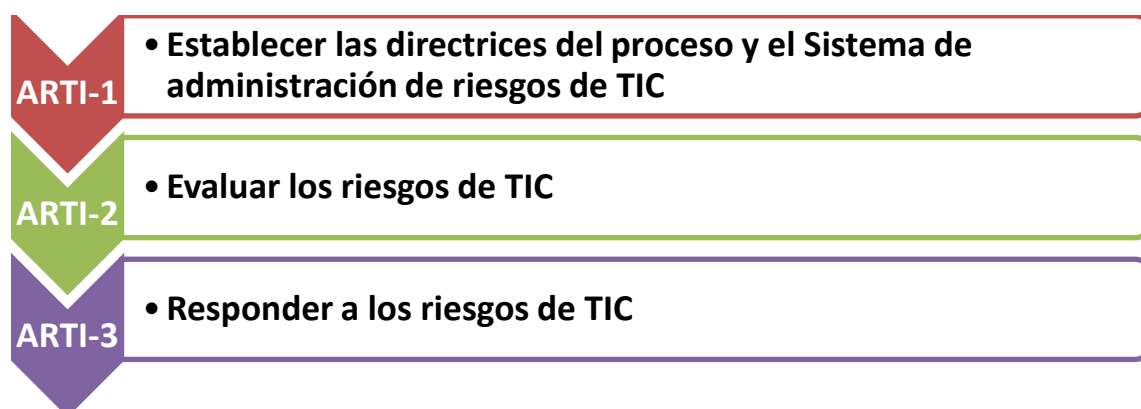 ARTI-1
• Establecer las directrices del proceso y el Sistema de
administración de riesgos de TIC
ARTI-2
• Evaluar los riesgos de TIC
ARTI-3
• Responder a los riesgos de TIC